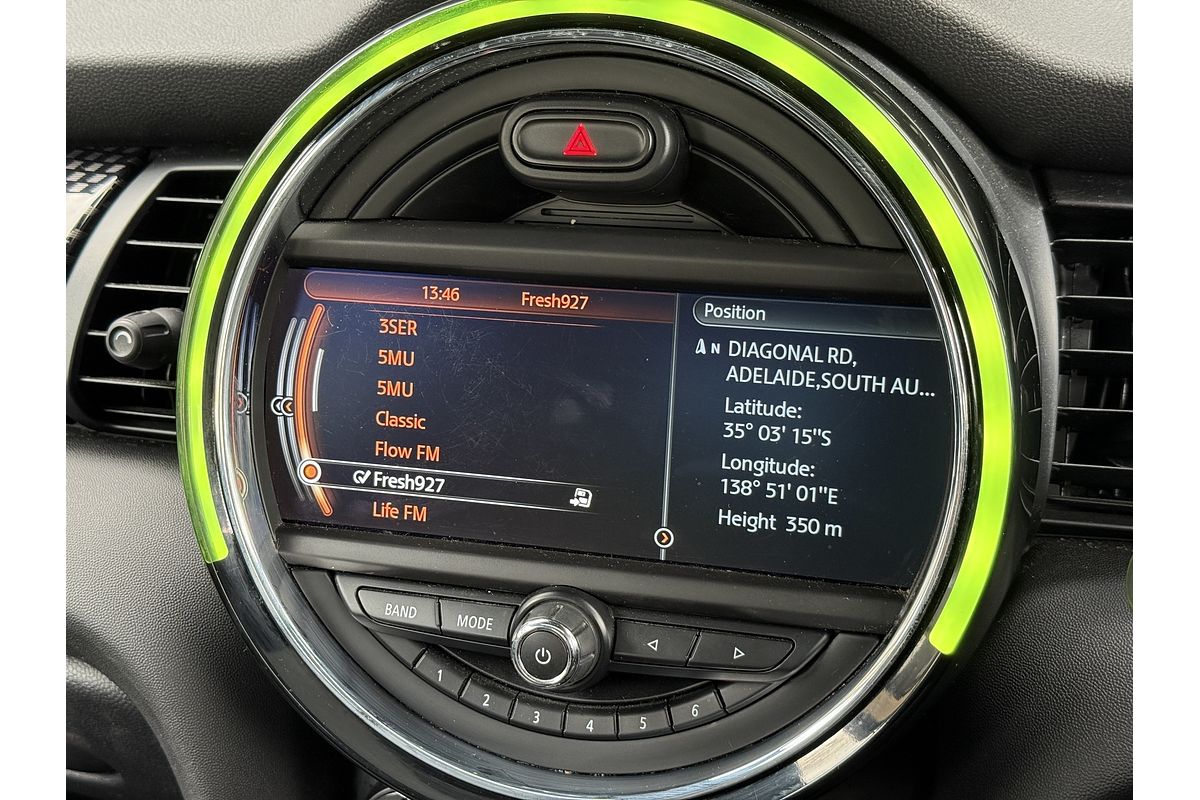 13:46 Fresh927
3SER
5MU
5MU
Classic
Flow FM
Fresh927
Life FM
Position
N DIAGONAL RD,
ADELAIDE,SOUTH AU...
Latitude:
35° 03' 15"S
Longitude:
138° 51' 01"E
Height 350 m
BAND
MODE
1
2
3
4
5
6